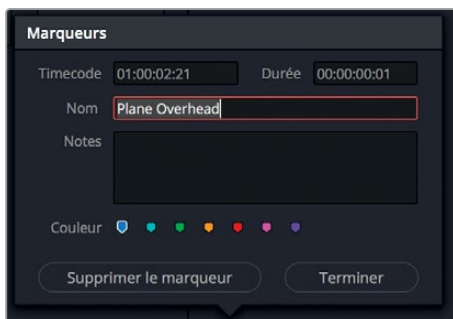 Marqueurs
Timecode 01:00:02:21 Durée 00:00:00:01
Nom Plane Overhead
Notes
Couleur
Supprimer le marqueur Terminer